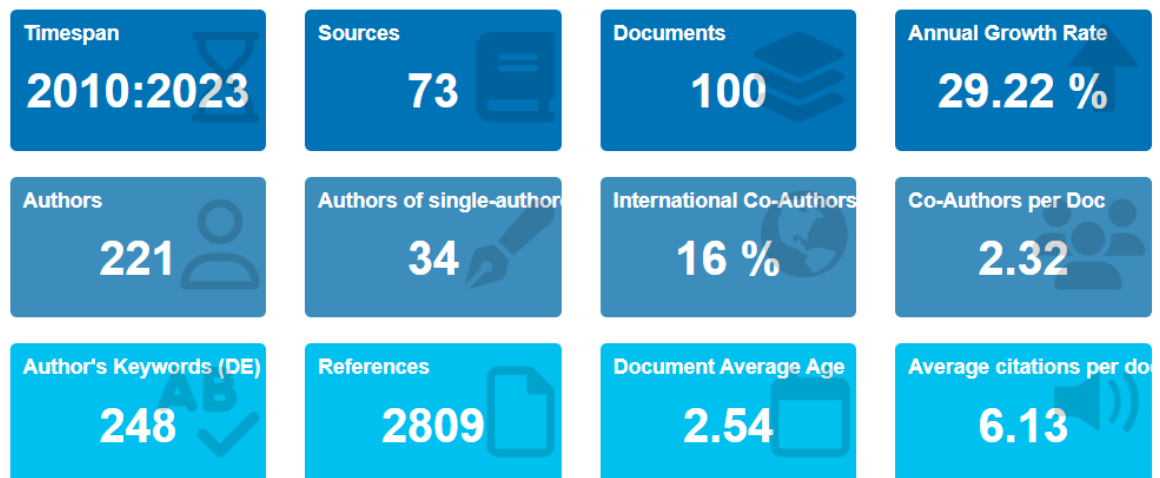 Timespan
2010:2023
Sources
73
Documents
100
Annual Growth Rate
29.22 %
Authors
221
Authors of single-author
34
International Co-Authors
16 %
Co-Authors per Doc
2.32
Author's Keywords (DE)
248
References
2809
Document Average Age
2.54
Average citations per do
6.13
AB